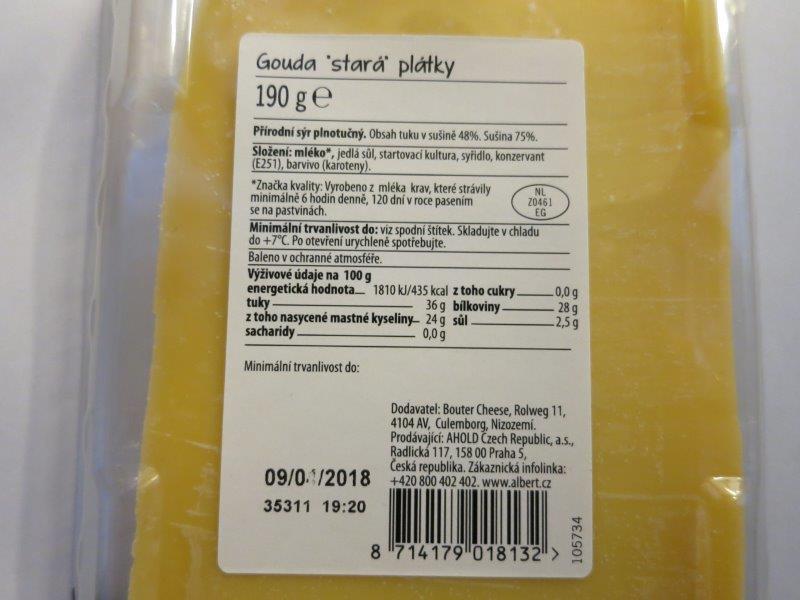 Gouda "stará" plátky
190 g ℮
Přírodní sýr plnotučný. Obsah tuku v sušině 48%. Sušina 75%.
Složení: mléko*, jedlá sůl, startovací kultura, syřidlo, konzervant
(E251), barvivo (karoteny).
*Značka kvality: Vyrobeno z mléka krav, které strávily
minimálně 6 hodin denně, 120 dní v roce pasením
se na pastvinách.
NL
Z0461
EG
Minimální trvanlivost do: viz spodní štítek. Skladujte v chladu
do +7°C. Po otevření urychleně spotřebujte.
Baleno v ochranné atmosféře.
Výživové údaje na 100 g
energetická hodnota 1810 kJ/435 kcal z toho cukry 0,0 g
tuky 36 g bílkoviny 28 g
z toho nasycené mastné kyseliny 24 g sůl 2,5 g
sacharidy 0,0 g
Minimální trvanlivost do:
Dodavatel: Bouter Cheese, Rolweg 11,
4104 AV, Culemborg, Nizozemí.
Prodávající: AHOLD Czech Republic, a.s.,
Radlická 117, 158 00 Praha 5,
Česká republika. Zákaznická infolinka:
+420 800 402 402. www.albert.cz
35311 19:20
8 714179 018132 >
105734